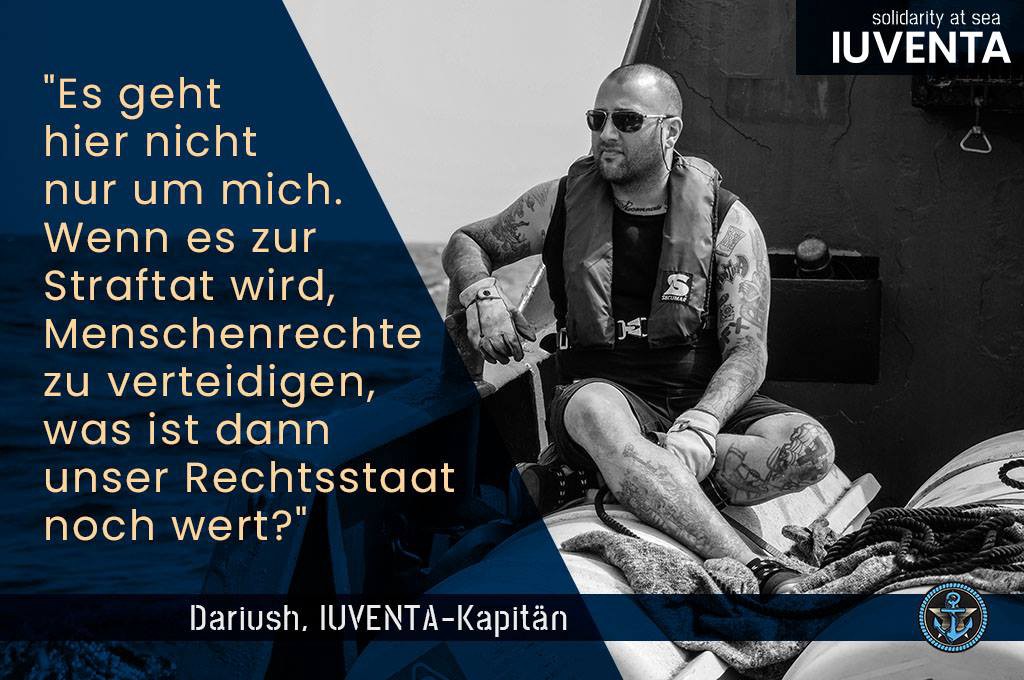 solidarity at sea
IUVENTA
"Es geht
hier nicht
nur um mich.
Wenn es zur
Straftat wird,
Menschenrechte
zu verteidigen,
was ist dann
unser Rechtsstaat
noch wert?"
SECUMAR
Dariush, IUVENTA-Kapitän